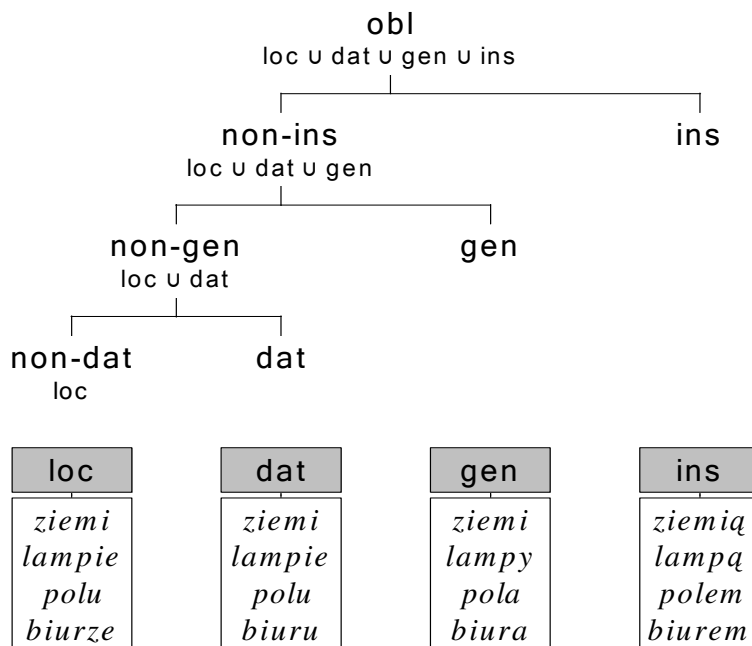 obl
loc ∪ dat ∪ gen ∪ ins
non-ins ins
loc ∪ dat ∪ gen
non-gen gen
loc ∪ dat
non-dat dat
loc
loc dat gen ins
ziemi ziemi ziemi ziemią
lampie lampie lampy lampą
polu polu pola polem
biurze biuru biura biurem